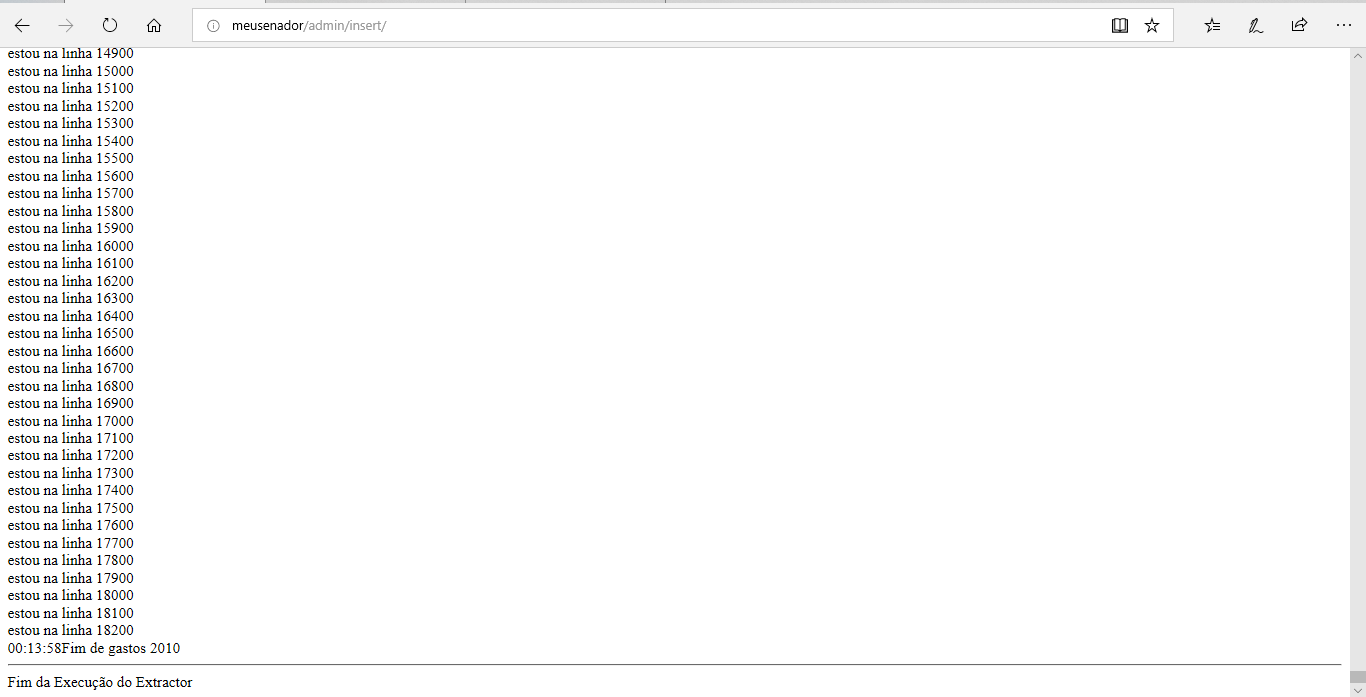 meusenador/admin/insert/
estou na linha 14900
estou na linha 15000
estou na linha 15100
estou na linha 15200
estou na linha 15300
estou na linha 15400
estou na linha 15500
estou na linha 15600
estou na linha 15700
estou na linha 15800
estou na linha 15900
estou na linha 16000
estou na linha 16100
estou na linha 16200
estou na linha 16300
estou na linha 16400
estou na linha 16500
estou na linha 16600
estou na linha 16700
estou na linha 16800
estou na linha 16900
estou na linha 17000
estou na linha 17100
estou na linha 17200
estou na linha 17300
estou na linha 17400
estou na linha 17500
estou na linha 17600
estou na linha 17700
estou na linha 17800
estou na linha 17900
estou na linha 18000
estou na linha 18100
estou na linha 18200
00:13:58Fim de gastos 2010
Fim da Execução do Extractor